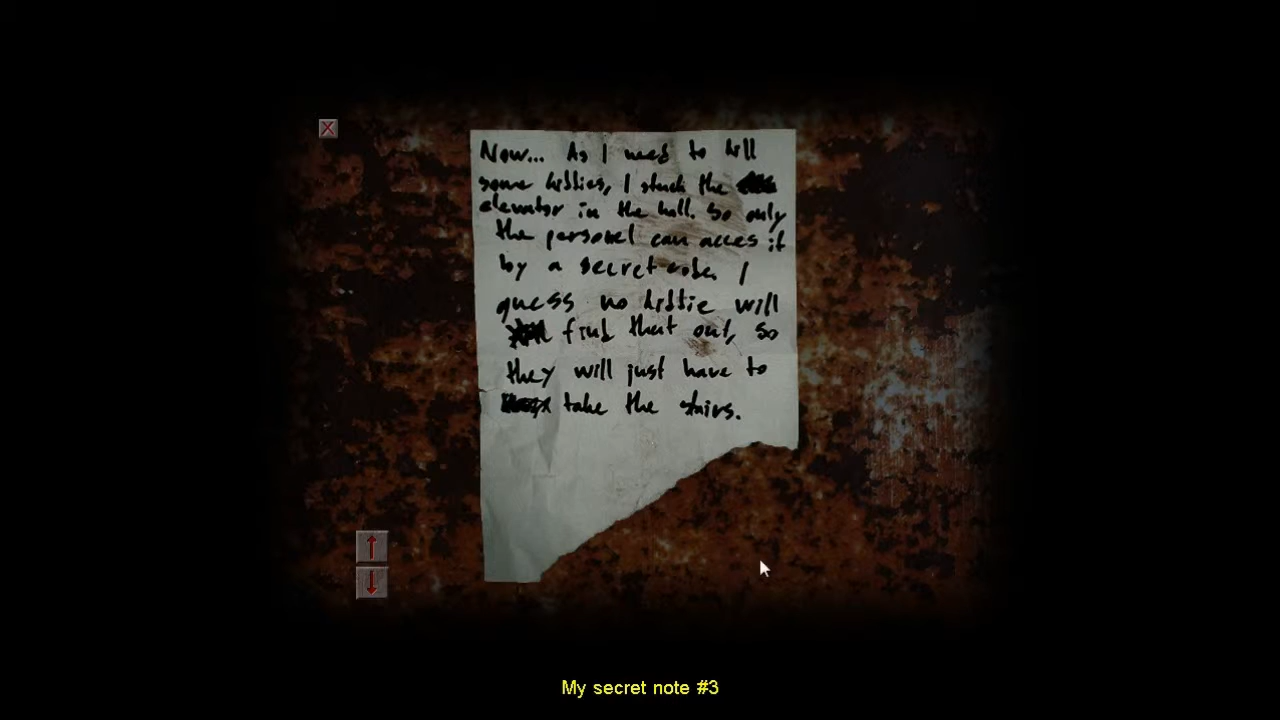 Now... As I need to kill
some kiddies, I stuck the
elevator in the hall. So only
the personel can acces it
by a secret code. I
guess no kiddie will
find that out, so
they will just have to
take the stairs.
My secret note #3